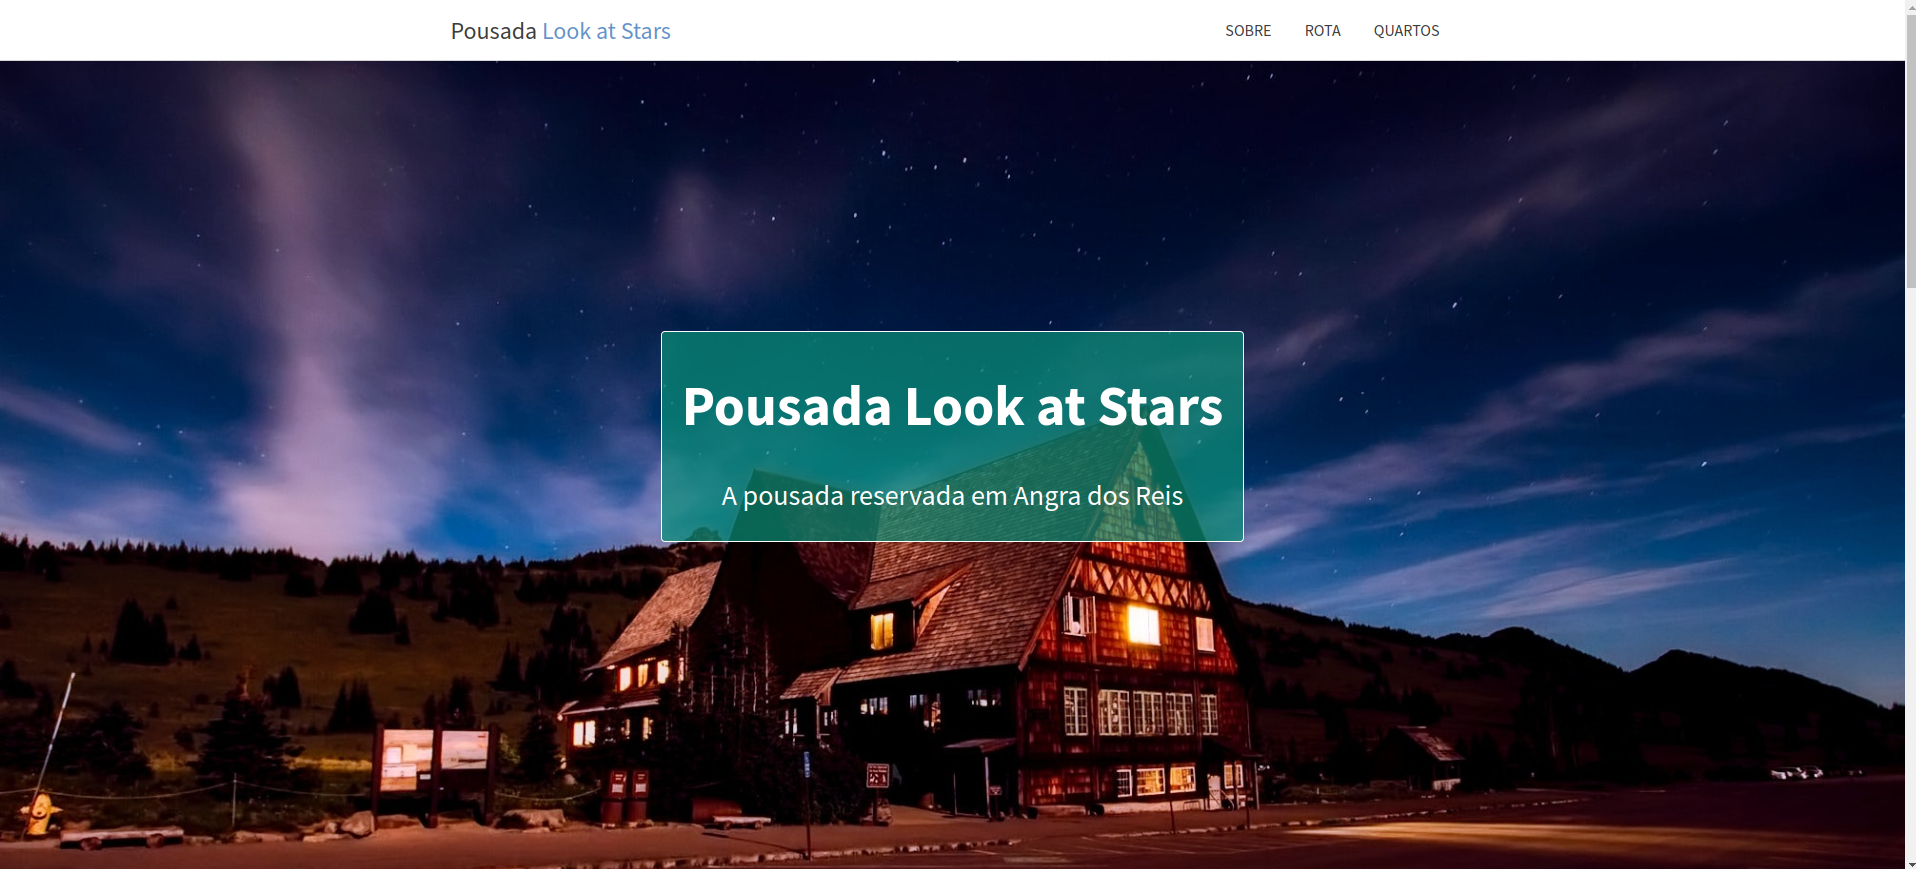 Pousada Look at Stars
SOBRE ROTA QUARTOS
Pousada Look at Stars
A pousada reservada em Angra dos Reis